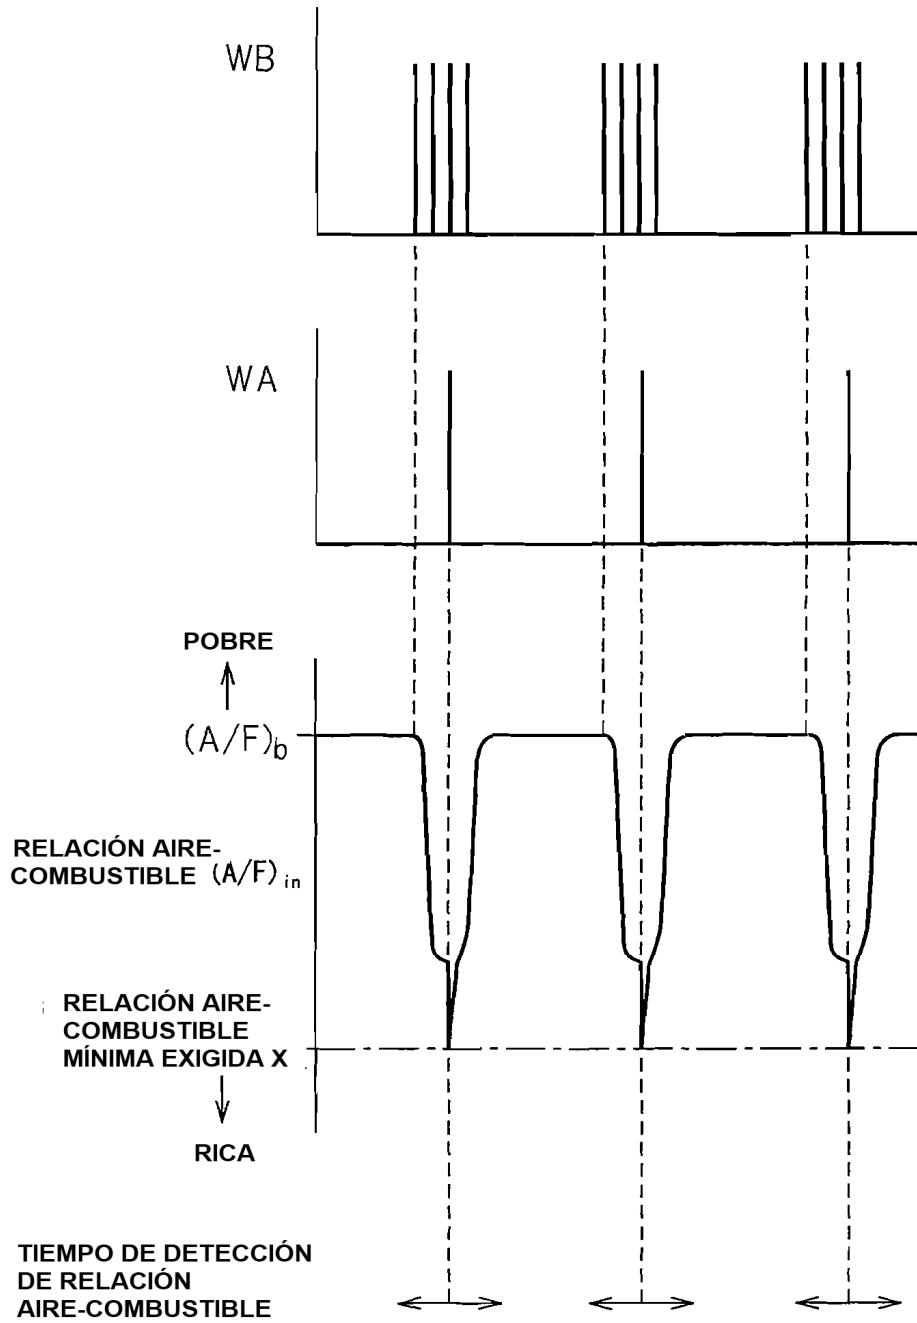 WB
WA
POBRE
(A/F)b
RELACIÓN AIRE-
COMBUSTIBLE (A/F) in
RELACIÓN AIRE-
COMBUSTIBLE
MÍNIMA EXIGIDA X
RICA
TIEMPO DE DETECCIÓN
DE RELACIÓN
AIRE-COMBUSTIBLE